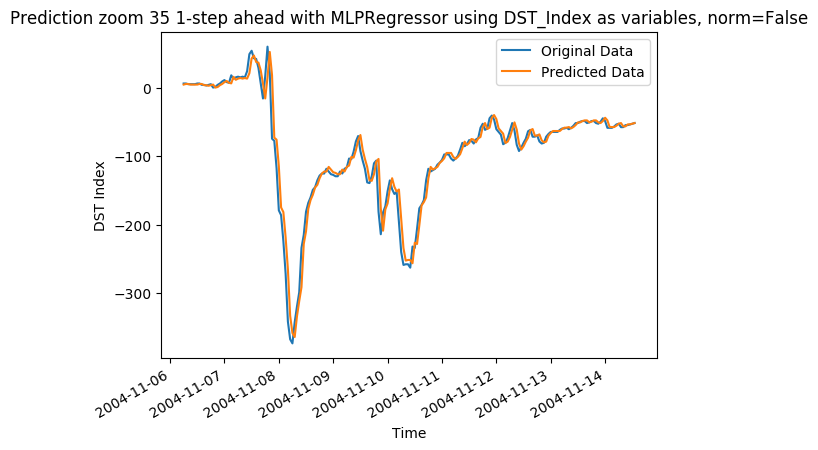 Prediction zoom 35 1-step ahead with MLPRegressor using DST_Index as variables, norm=False
Original Data
Predicted Data
0
−100
−200
−300
DST Index
2004-11-06
2004-11-07
2004-11-08
2004-11-09
2004-11-10
2004-11-11
2004-11-12
2004-11-13
2004-11-14
Time